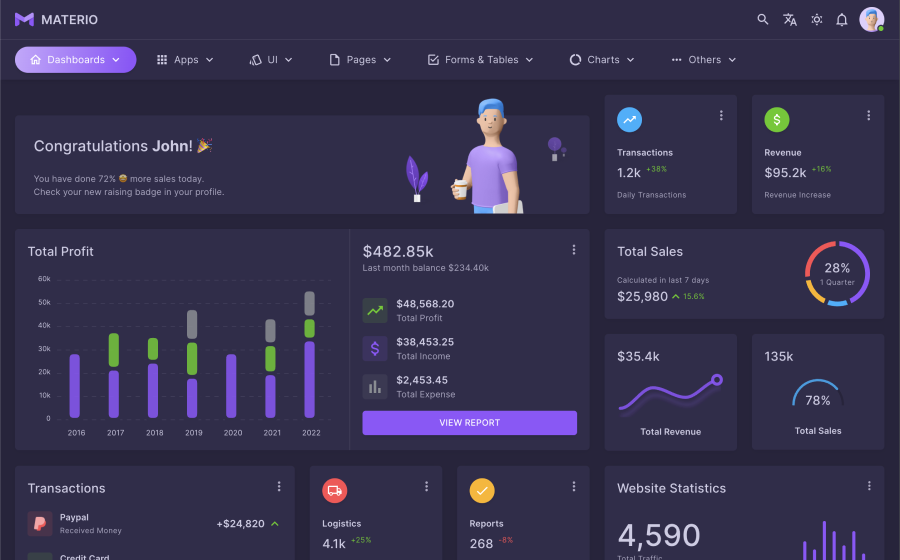 MATERIO
Dashboards
Apps
UI
Pages
Forms & Tables
Charts
Others
Congratulations John! 🎉
You have done 72% 🤩 more sales today.
Check your new raising badge in your profile.
Transactions
1.2k +38%
Daily Transactions
Revenue
$95.2k +16%
Revenue Increase
Total Profit
60k
50k
40k
30k
20k
10k
0
2016 2017 2018 2019 2020 2021 2022
$482.85k
Last month balance $234.40k
$48,568.20
Total Profit
$38,453.25
Total Income
$2,453.45
Total Expense
VIEW REPORT
Total Sales
Calculated in last 7 days
$25,980 15.6%
28%
1 Quarter
$35.4k
Total Revenue
135k
78%
Total Sales
Transactions
Paypal
Received Money
+$24,820
Credit Card
Logistics
4.1k +25%
Reports
268 -8%
Website Statistics
4,590
Total Traffic